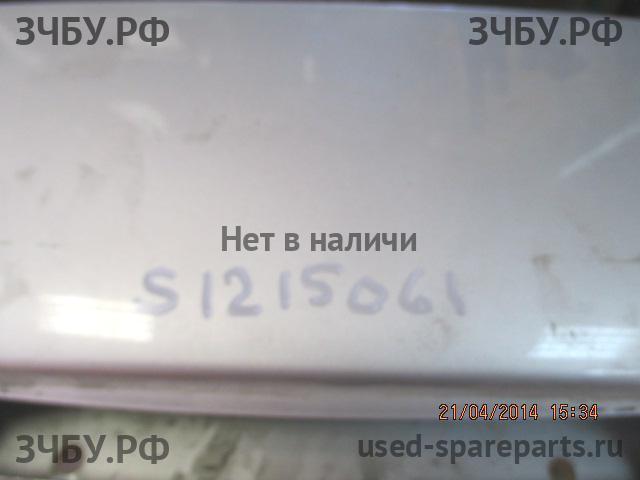 ЗЧБУ.РФ
ЗЧБУ.РФ
Нет в наличи
S1215061
21/04/2014 15:34
ЗЧБУ.РФ
used-spareparts.ru